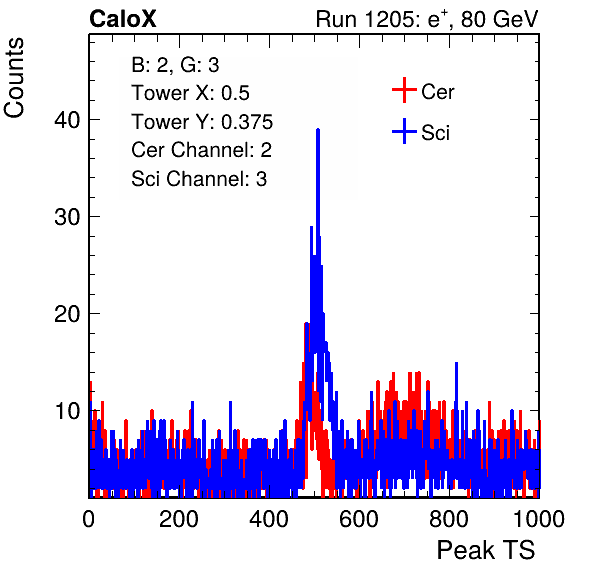 CaloX Run 1205: e⁺, 80 GeV
Counts
B: 2, G: 3
Tower X: 0.5
Tower Y: 0.375
Cer Channel: 2
Sci Channel: 3
Cer
Sci
40
30
20
10
0 200 400 600 800 1000
Peak TS